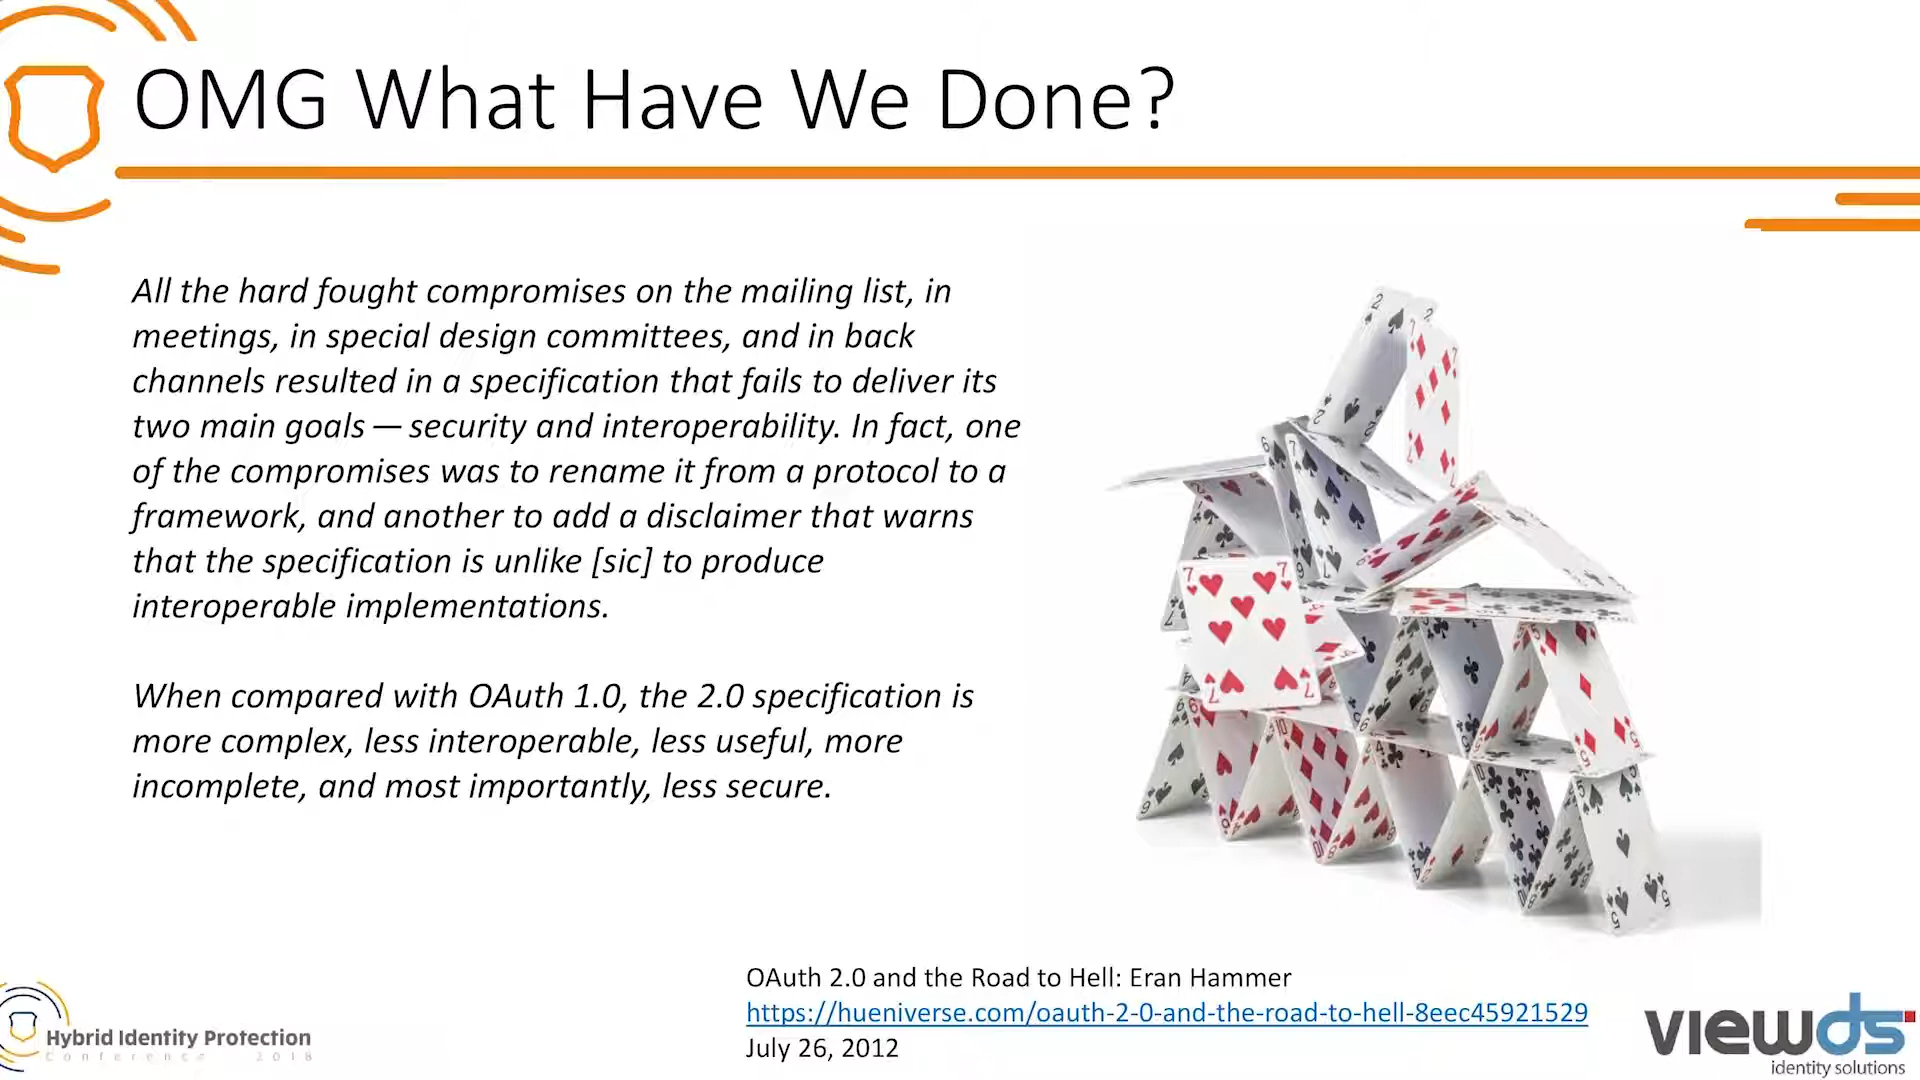 OMG What Have We Done?
All the hard fought compromises on the mailing list, in
meetings, in special design committees, and in back
channels resulted in a specification that fails to deliver its
two main goals — security and interoperability. In fact, one
of the compromises was to rename it from a protocol to a
framework, and another to add a disclaimer that warns
that the specification is unlike [sic] to produce
interoperable implementations.
When compared with OAuth 1.0, the 2.0 specification is
more complex, less interoperable, less useful, more
incomplete, and most importantly, less secure.
OAuth 2.0 and the Road to Hell: Eran Hammer
https://hueniverse.com/oauth-2-0-and-the-road-to-hell-8eec45921529
July 26, 2012
Hybrid Identity Protection
Conference 2018
viewds
identity solutions